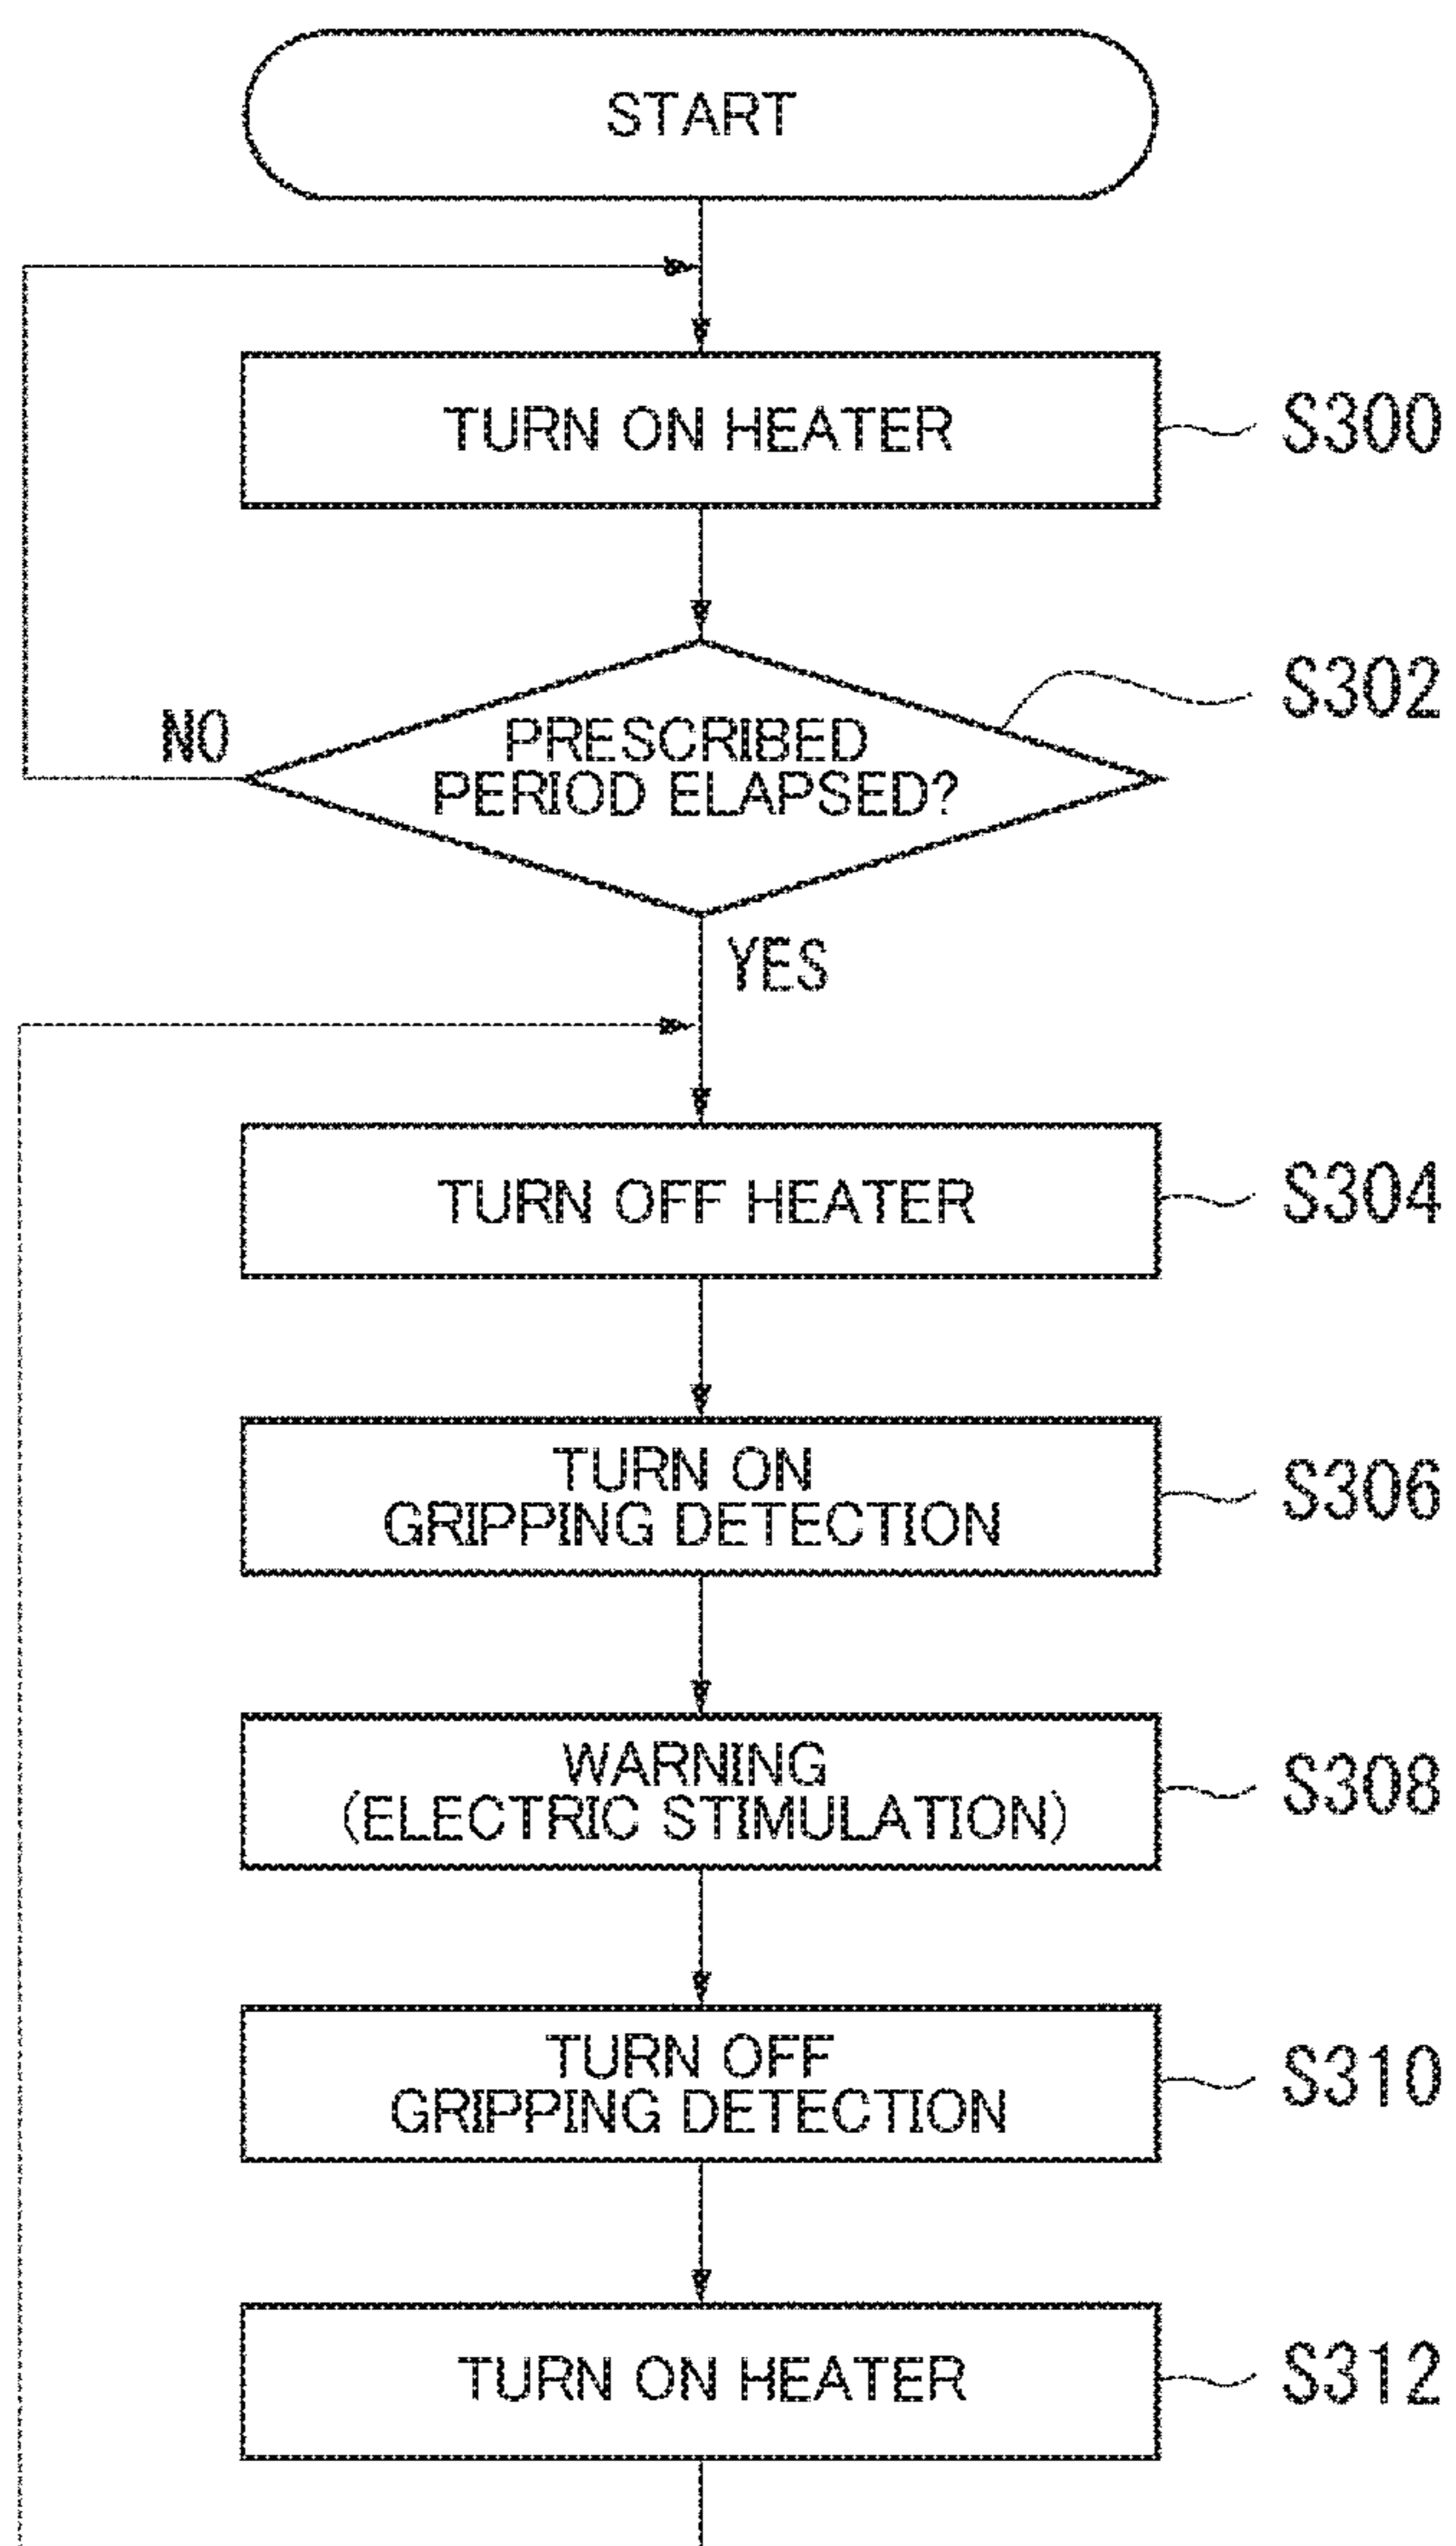 START
TURN ON HEATER
S300
S302
NO
PRESCRIBED
PERIOD ELAPSED?
YES
TURN OFF HEATER
S304
TURN ON
GRIPPING DETECTION
S306
WARNING
(ELECTRIC STIMULATION)
S308
TURN OFF
GRIPPING DETECTION
S310
TURN ON HEATER
S312